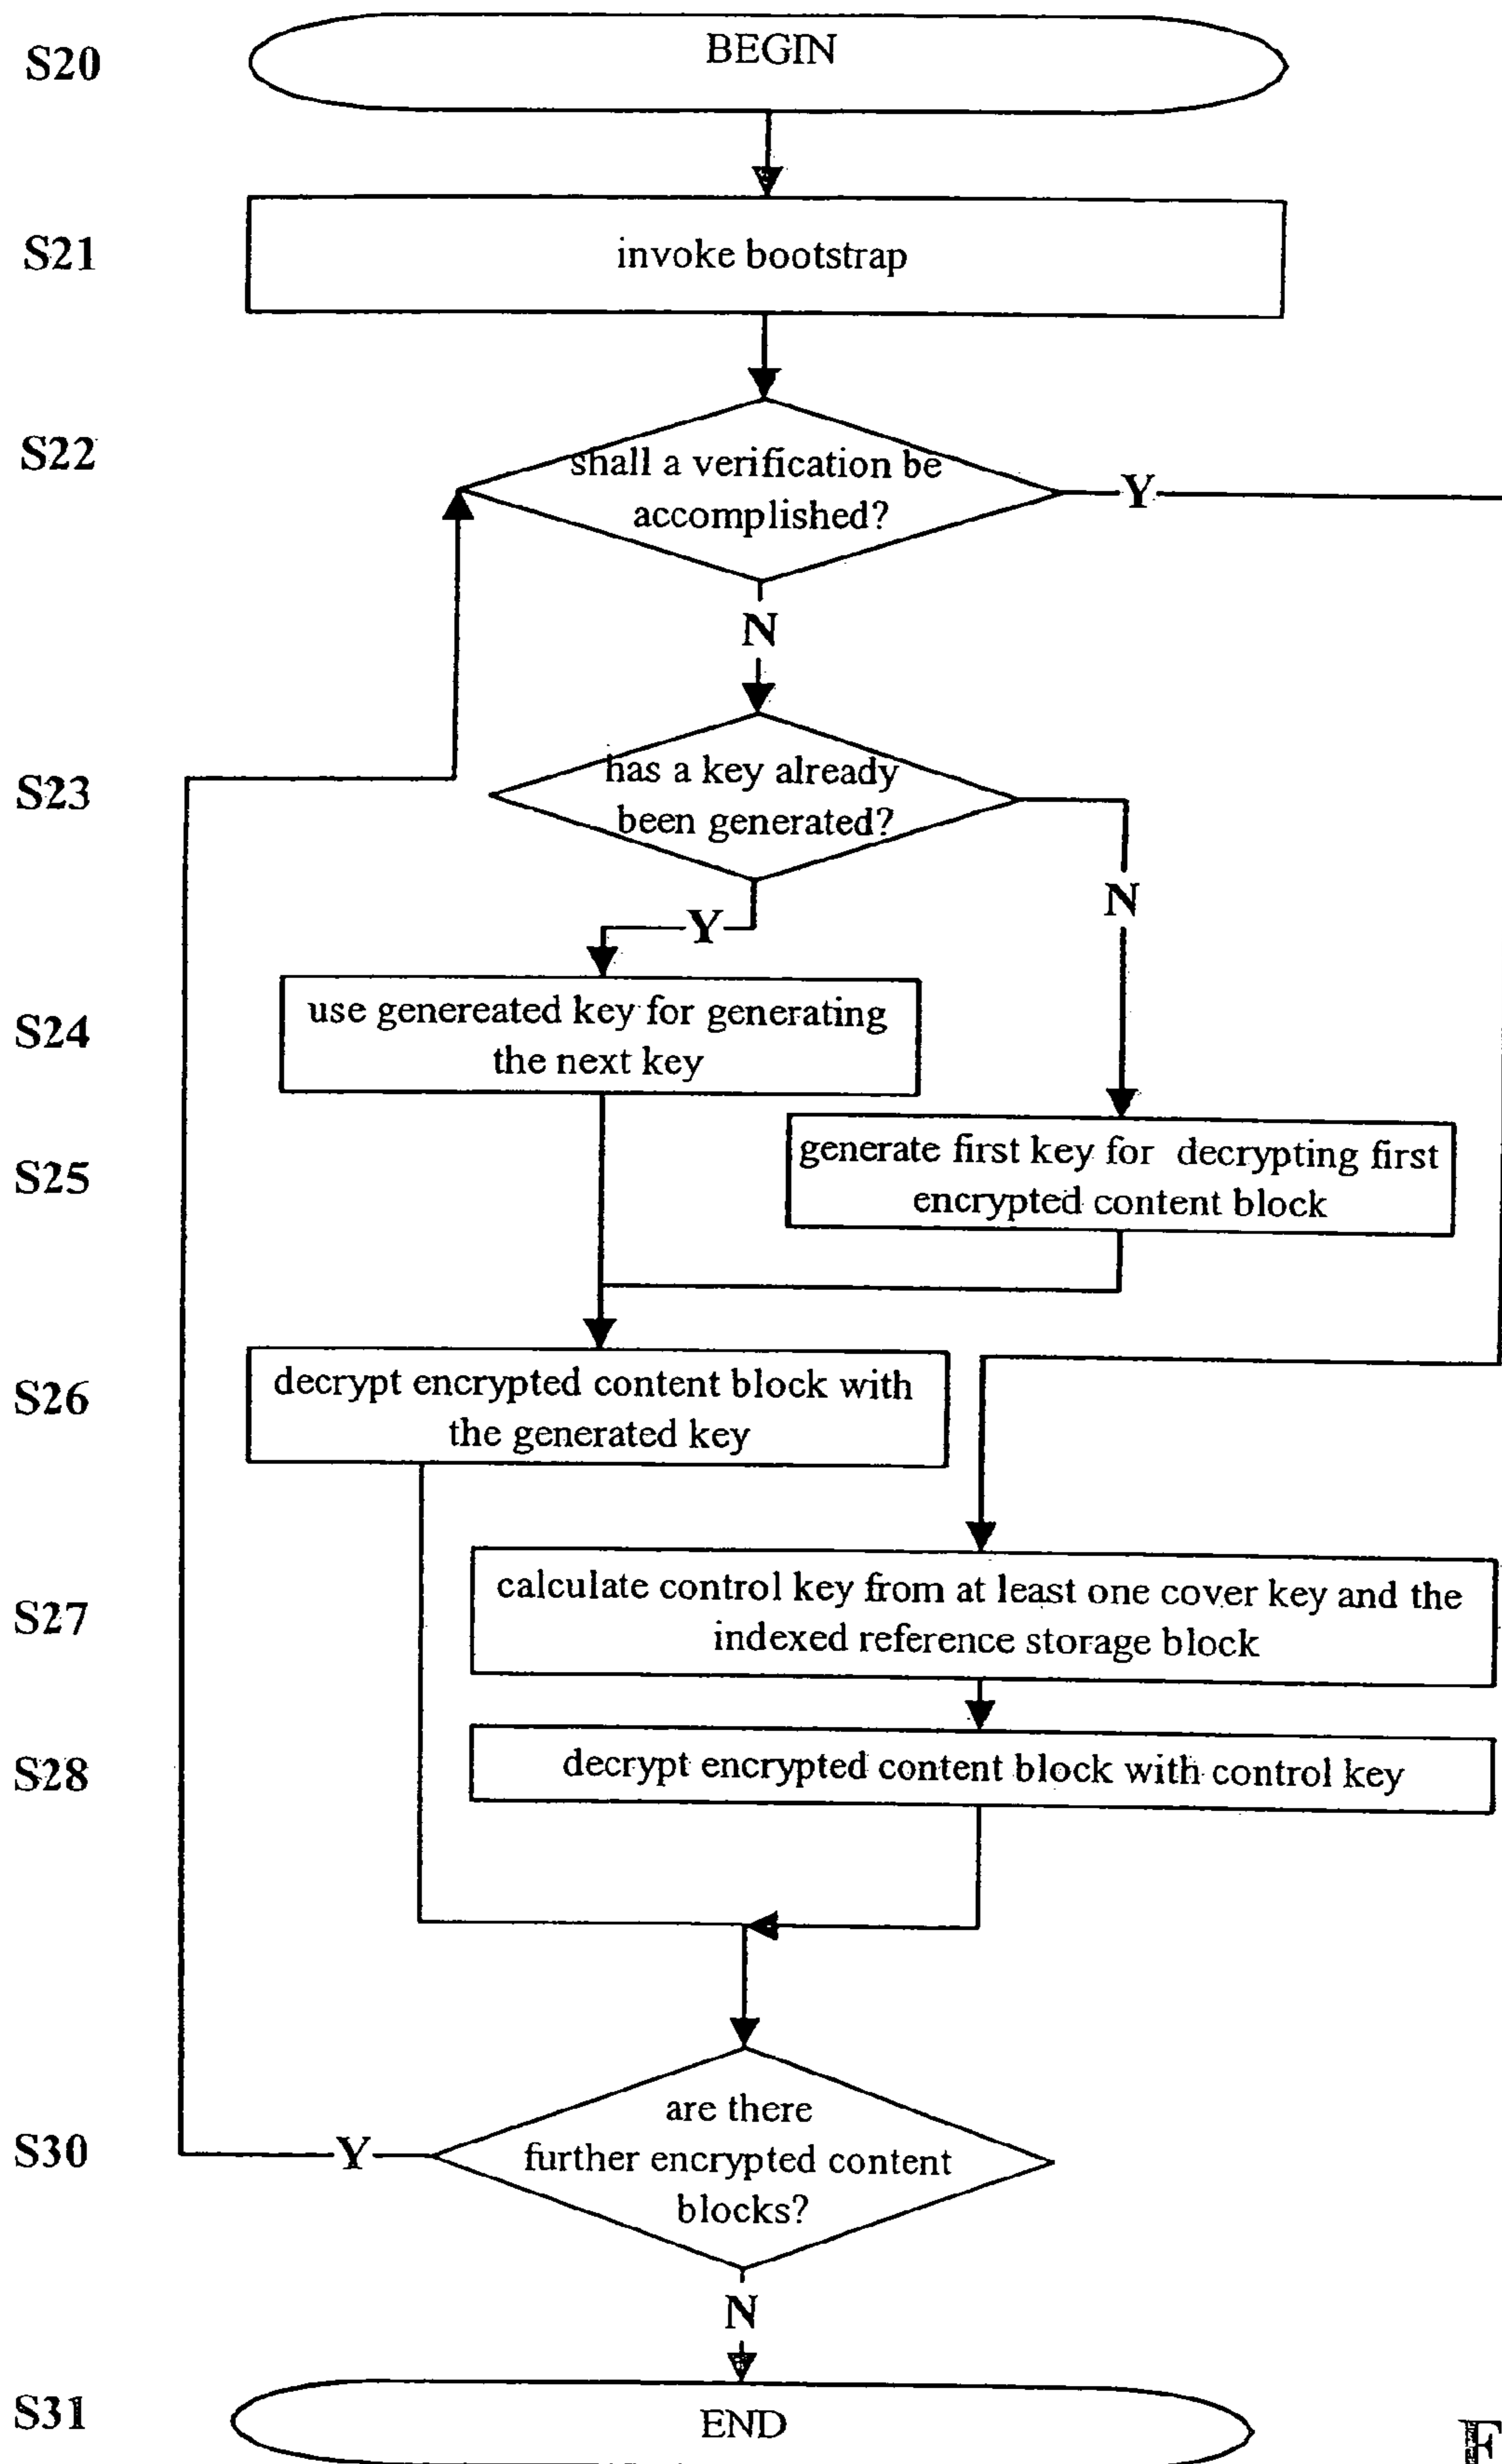 S20
BEGIN
S21
invoke bootstrap
S22
shall a verification be
accomplished?
Y
N
S23
has a key already
been generated?
N
Y
S24
use genereated key for generating
the next key
S25
generate first key for decrypting first
encrypted content block
S26
decrypt encrypted content block with
the generated key
S27
calculate control key from at least one cover key and the
indexed reference storage block
S28
decrypt encrypted content block with control key
S30
Y
are there
further encrypted content
blocks?
N
S31
END
F